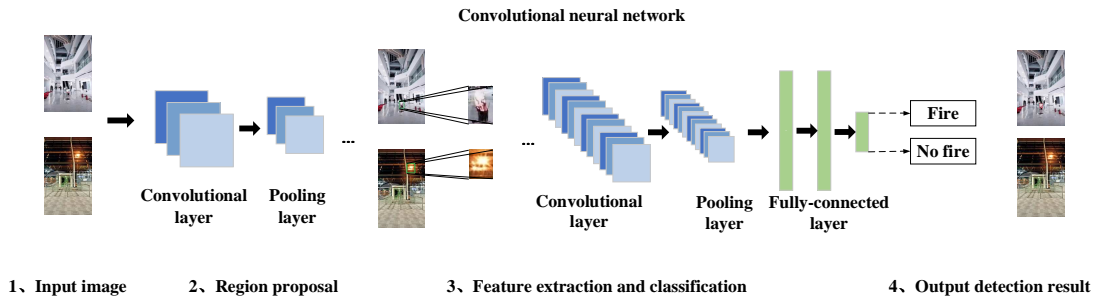 Convolutional neural network
Convolutional
layer
Pooling
layer
...
...
Convolutional
layer
Pooling
layer
Fully-connected
layer
Fire
No fire
1、Input image
2、Region proposal
3、Feature extraction and classification
4、Output detection result